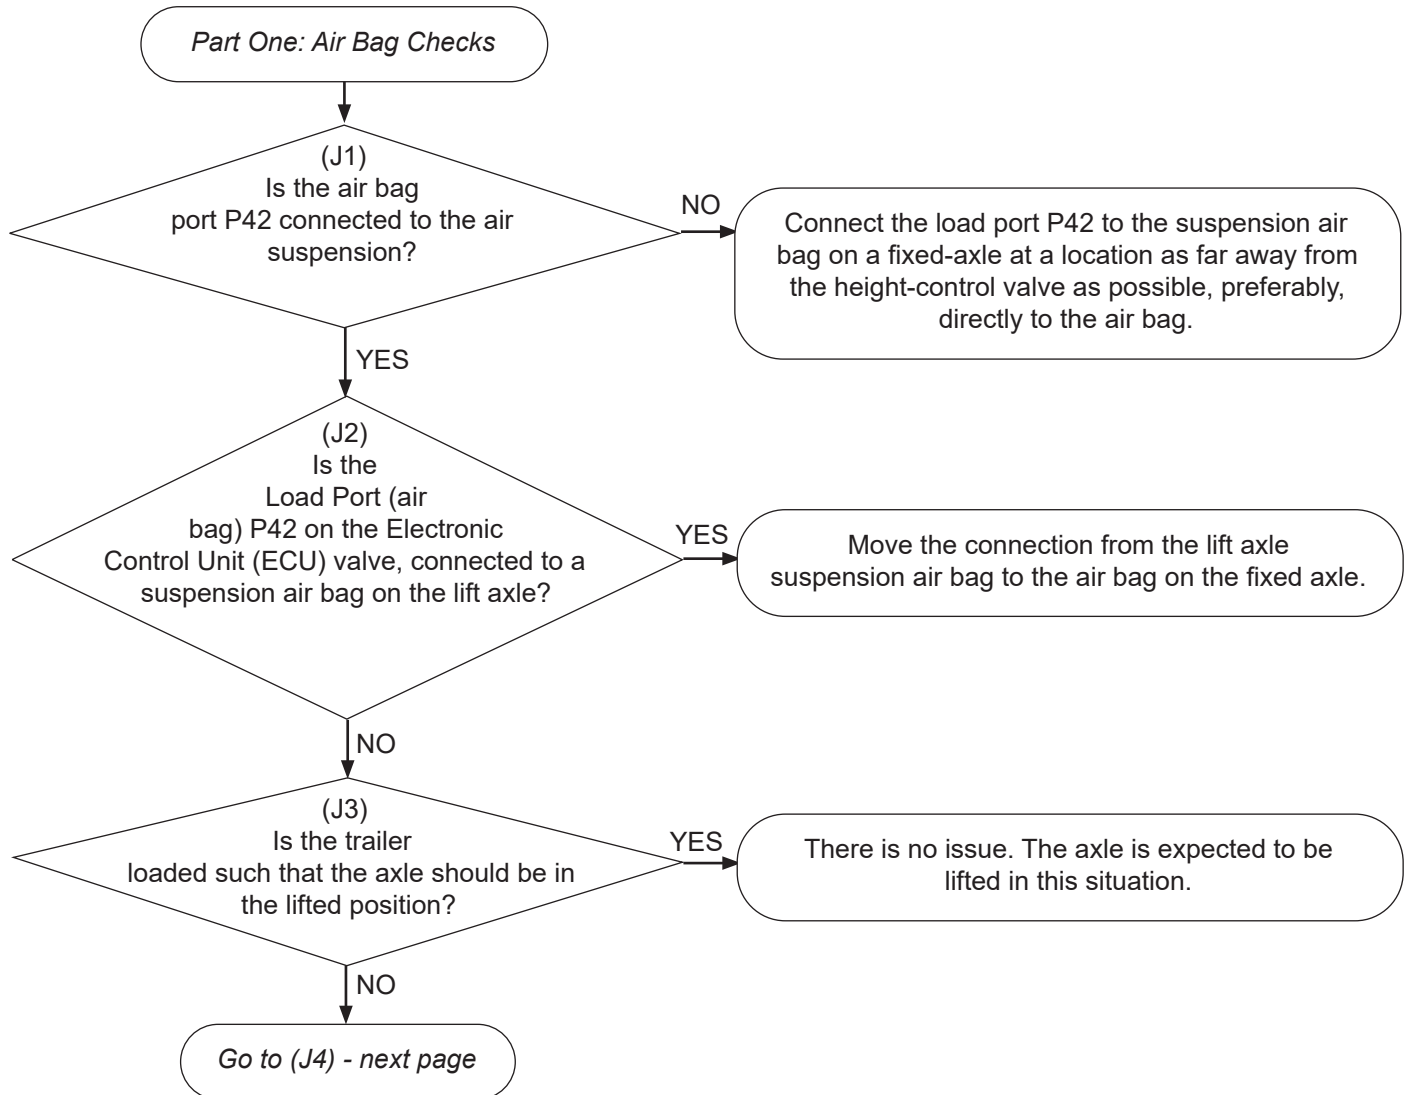 Part One: Air Bag Checks
(J1)
Is the air bag
port P42 connected to the air
suspension?
NO
Connect the load port P42 to the suspension air
bag on a fixed-axle at a location as far away from
the height-control valve as possible, preferably,
directly to the air bag.
YES
(J2)
Is the
Load Port (air
bag) P42 on the Electronic
Control Unit (ECU) valve, connected to a
suspension air bag on the lift axle?
YES
Move the connection from the lift axle
suspension air bag to the air bag on the fixed axle.
NO
(J3)
Is the trailer
loaded such that the axle should be in
the lifted position?
YES
There is no issue. The axle is expected to be
lifted in this situation.
NO
Go to (J4) - next page